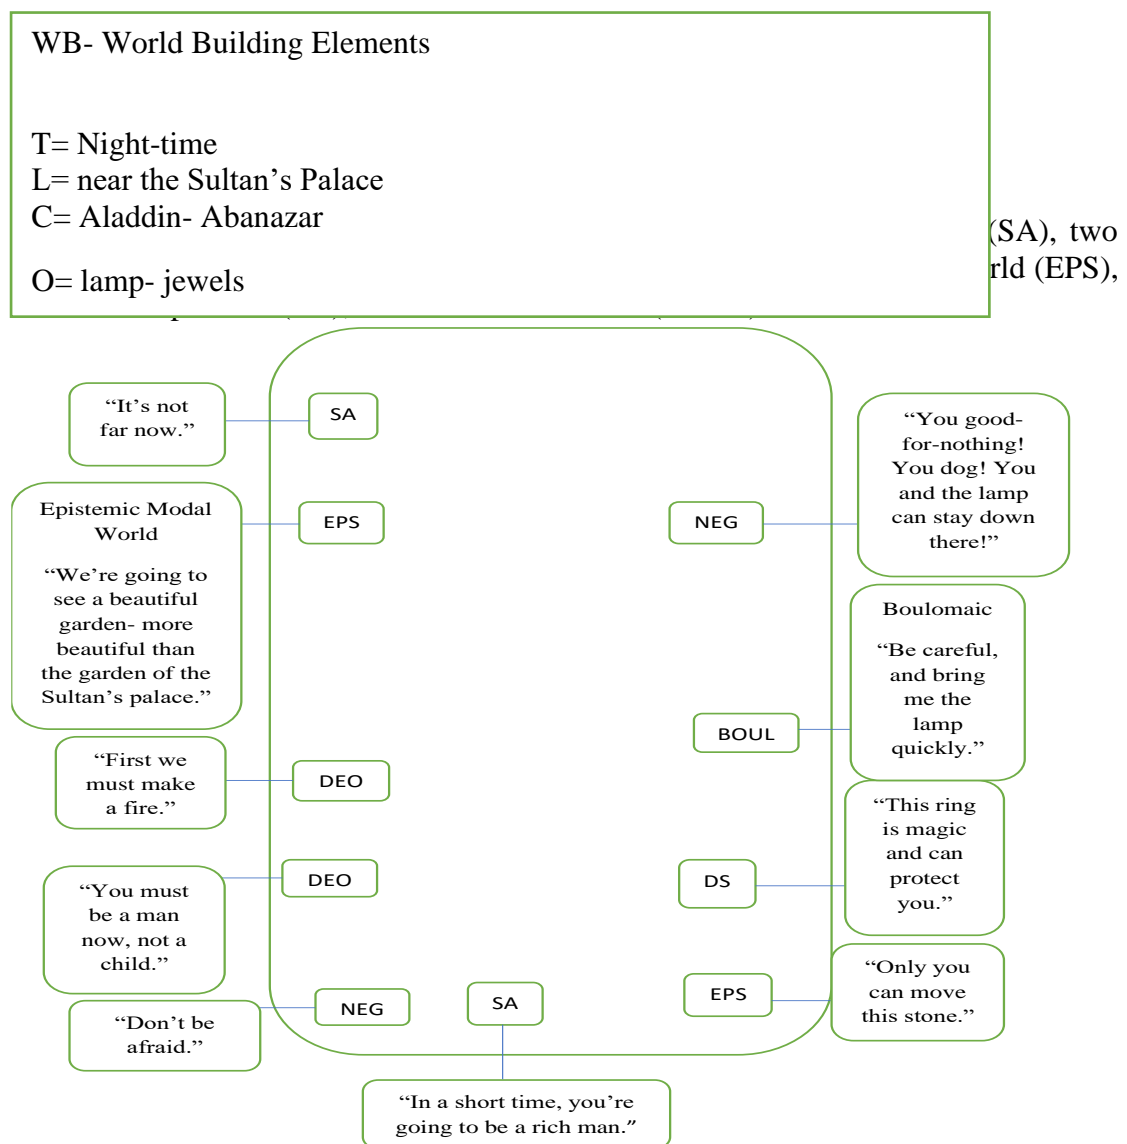 WB- World Building Elements
T= Night-time
L= near the Sultan’s Palace
C= Aladdin- Abanazar
O= lamp- jewels
(SA), two
rld (EPS),
“It’s not
far now.”
SA
Epistemic Modal
World
“We’re going to
see a beautiful
garden- more
beautiful than
the garden of the
Sultan’s palace.”
EPS
“First we
must make
a fire.”
DEO
“You must
be a man
now, not a
child.”
DEO
“Don’t be
afraid.”
NEG
SA
“In a short time, you’re
going to be a rich man.”
NEG
“You good-
for-nothing!
You dog! You
and the lamp
can stay down
there!”
BOUL
Boulomaic
“Be careful,
and bring
me the
lamp
quickly.”
DS
“This ring
is magic
and can
protect
you.”
EPS
“Only you
can move
this stone.”